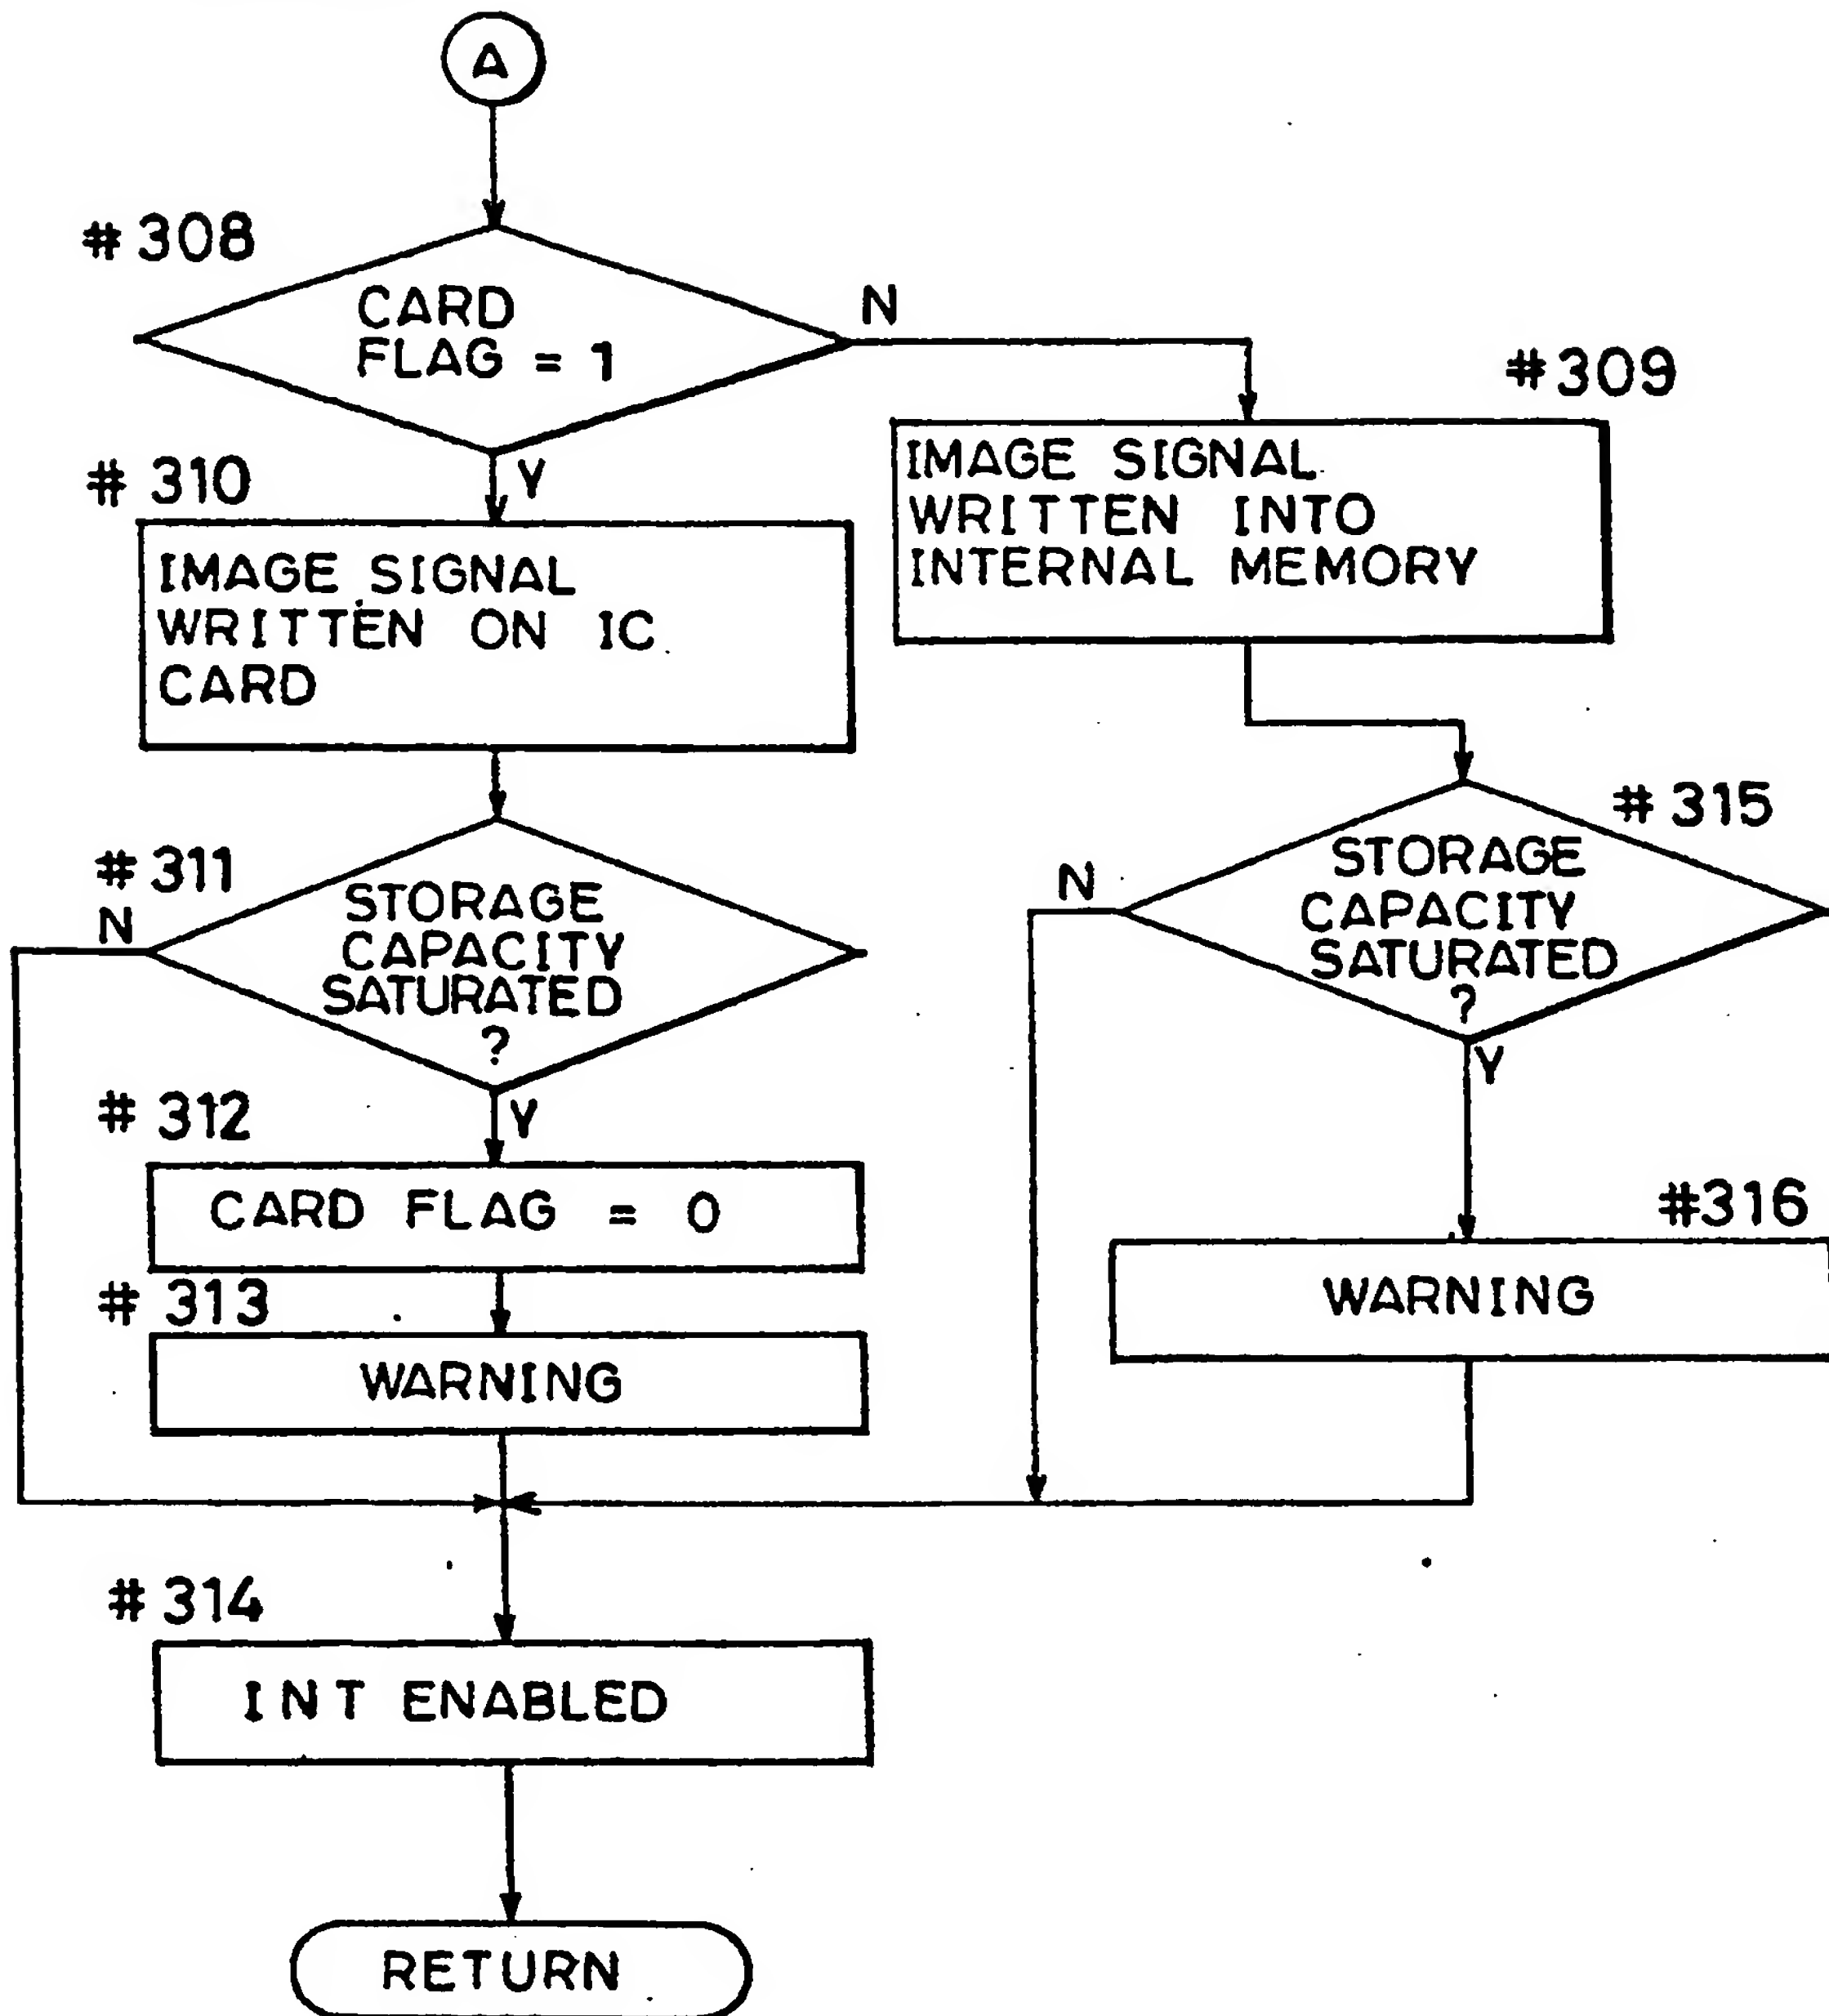 A
#308
CARD
FLAG = 1
N
Y
#309
IMAGE SIGNAL
WRITTEN INTO
INTERNAL MEMORY
#310
IMAGE SIGNAL
WRITTEN ON IC
CARD
#311
N
STORAGE
CAPACITY
SATURATED
?
Y
#315
N
STORAGE
CAPACITY
SATURATED
?
Y
#312
CARD FLAG = 0
#313
WARNING
#316
WARNING
#314
INT ENABLED
RETURN